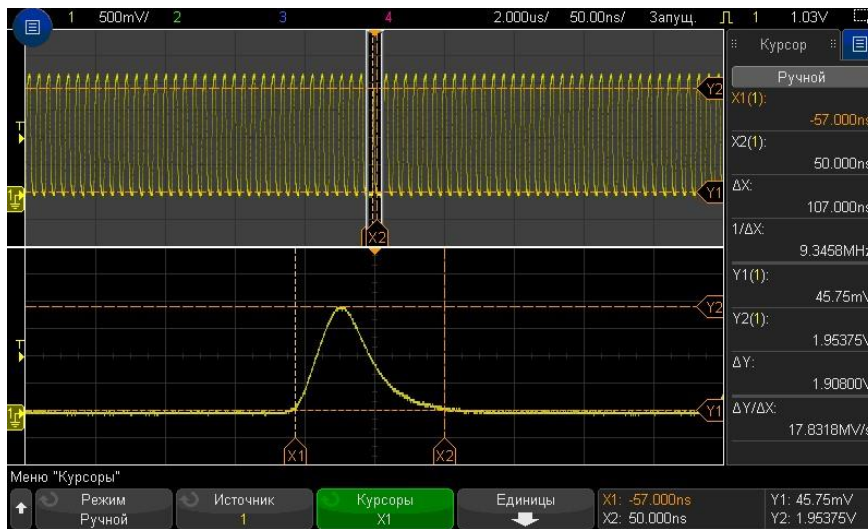 1 500mV/ 2 3 4 2.000us/ 50.00ns/ Запущ. 1 1.03V
Курсор
Ручной
X1(1):
-57.000ns
X2(1):
50.000ns
ΔX:
107.000ns
1/ΔX:
9.3458MHz
Y1(1):
45.75mV
Y2(1):
1.95375V
ΔY:
1.90800V
ΔY/ΔX:
17.8318MV/s
Y2
T
1
Y1
X2
Y2
T
1
Y1
X1 X2
Меню "Курсоры"
Режим
Ручной
Источник
1
Курсоры
X1
Единицы
X1: -57.000ns
X2: 50.000ns
Y1: 45.75mV
Y2: 1.95375V